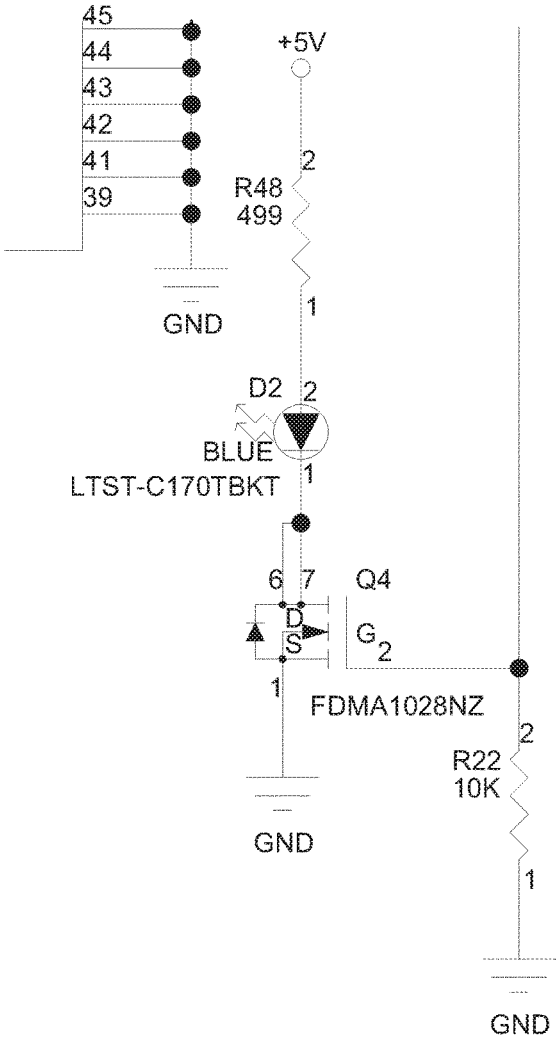 45
44
43
42
41
39
GND
+5V
2
R48
499
1
D2
2
BLUE
1
LTST-C170TBKT
6
7
Q4
D
S
G
2
1
FDMA1028NZ
GND
2
R22
10K
1
GND